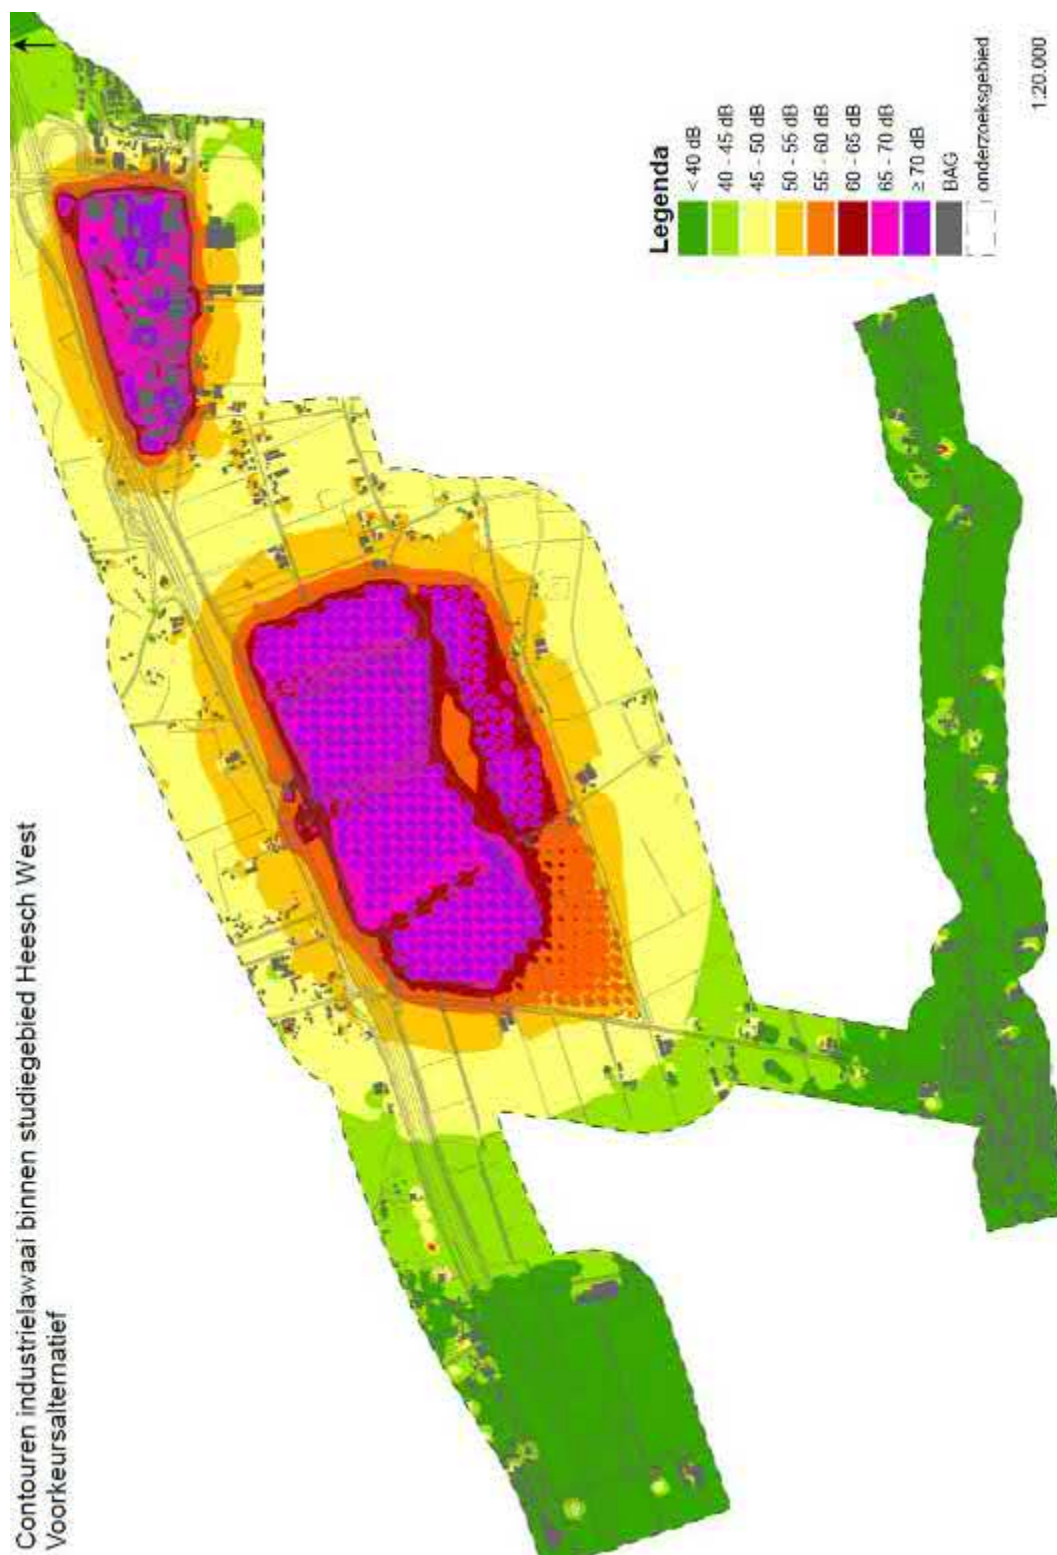 Contouren industrielawaai binnen studiegebied Heesch West
Voorkeursalternatief
Legenda
< 40 dB
40 - 45 dB
45 - 50 dB
50 - 55 dB
55 - 60 dB
60 - 65 dB
65 - 70 dB
≥ 70 dB
BAG
onderzoeksgebied
1:20.000